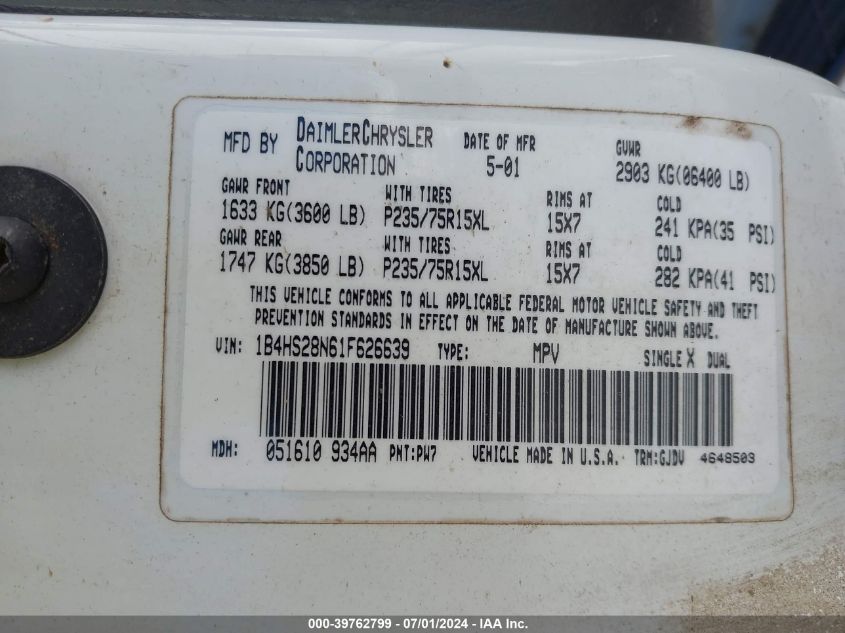 MFD BY DAIMLERCHRYSLER CORPORATION DATE OF MFR 5-01 GVWR 2903 KG(06400 LB)
GAWR FRONT WITH TIRES RIMS AT COLD
1633 KG(3600 LB) P235/75R15XL 15X7 241 KPA(35 PSI)
GAWR REAR WITH TIRES RIMS AT COLD
1747 KG(3850 LB) P235/75R15XL 15X7 282 KPA(41 PSI)
THIS VEHICLE CONFORMS TO ALL APPLICABLE FEDERAL MOTOR VEHICLE SAFETY AND THEFT
PREVENTION STANDARDS IN EFFECT ON THE DATE OF MANUFACTURE SHOWN ABOVE.
VIN: 1B4HS28N61F626639 TYPE: MPV SINGLE X DUAL
MDH: 051610 934AA PNT:PW7 VEHICLE MADE IN U.S.A. TRM:GJDV 4648503
000-39762799 - 07/01/2024 - IAA Inc.